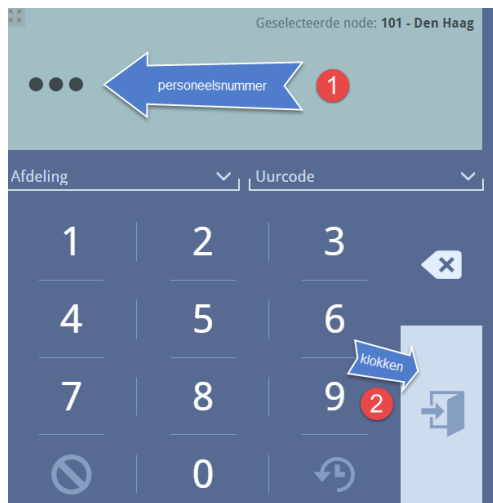 Geselecteerde node: 101 - Den Haag
personeelsnummer
1
Afdeling
Uurcode
1 2 3
4 5 6
klokken
7 8 9
2
0